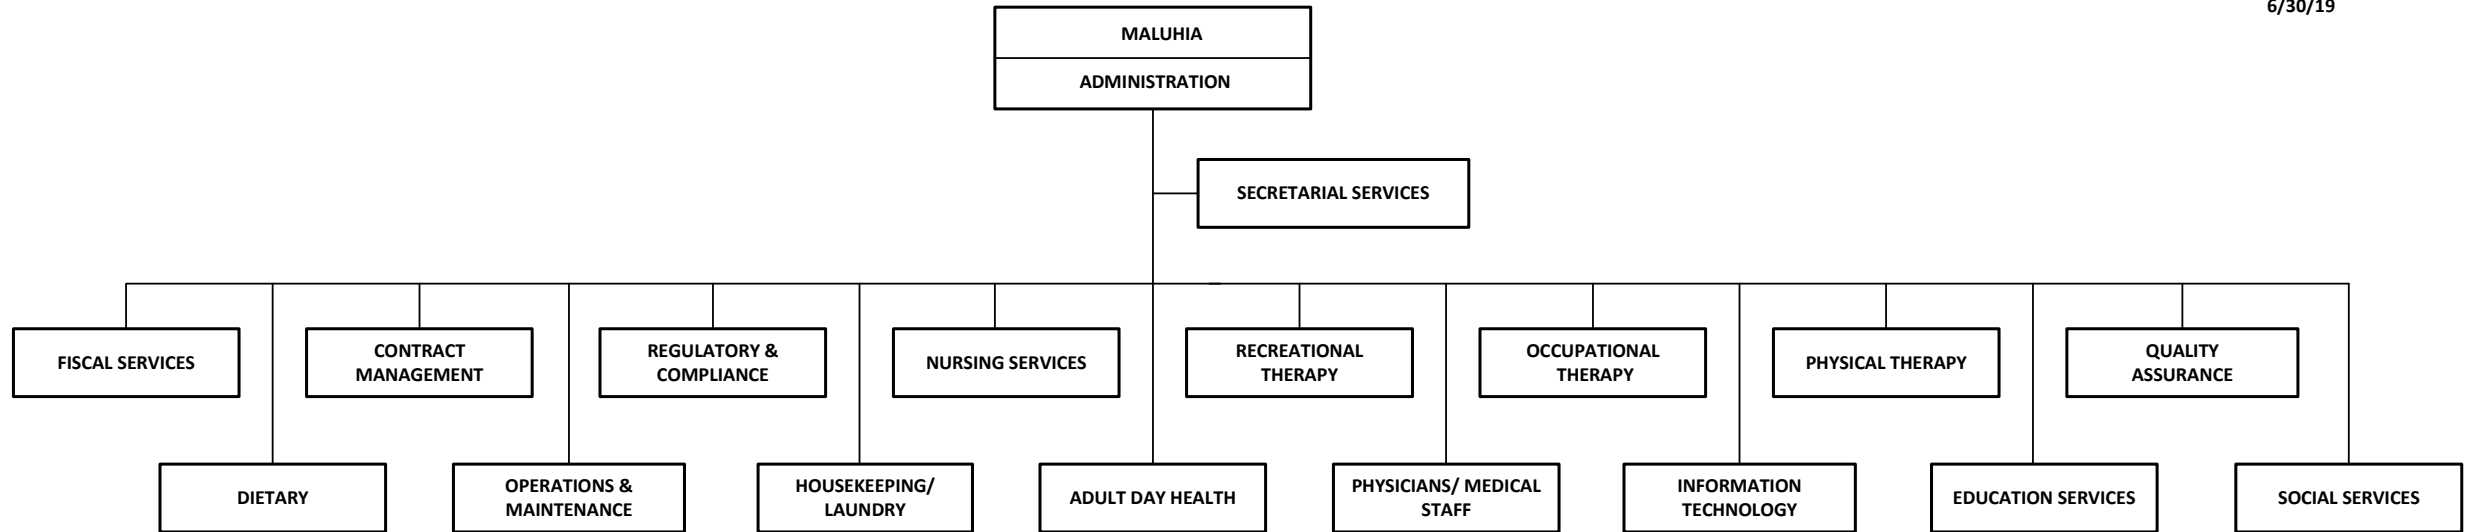 6/30/19
MALUHIA
ADMINISTRATION
SECRETARIAL SERVICES
FISCAL SERVICES
CONTRACT
MANAGEMENT
REGULATORY &
COMPLIANCE
NURSING SERVICES
RECREATIONAL
THERAPY
OCCUPATIONAL
THERAPY
PHYSICAL THERAPY
QUALITY
ASSURANCE
DIETARY
OPERATIONS &
MAINTENANCE
HOUSEKEEPING/
LAUNDRY
ADULT DAY HEALTH
PHYSICIANS/ MEDICAL
STAFF
INFORMATION
TECHNOLOGY
EDUCATION SERVICES
SOCIAL SERVICES